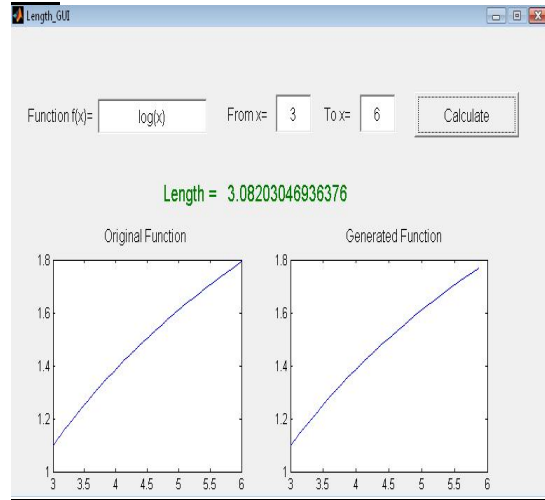 Length_GUI
Function f(x)= log(x) From x= 3 To x= 6 Calculate
Length = 3.08203046936376
Original Function Generated Function
1.8 1.8
1.6 1.6
1.4 1.4
1.2 1.2
1 1
3 3.5 4 4.5 5 5.5 6 3 3.5 4 4.5 5 5.5 6